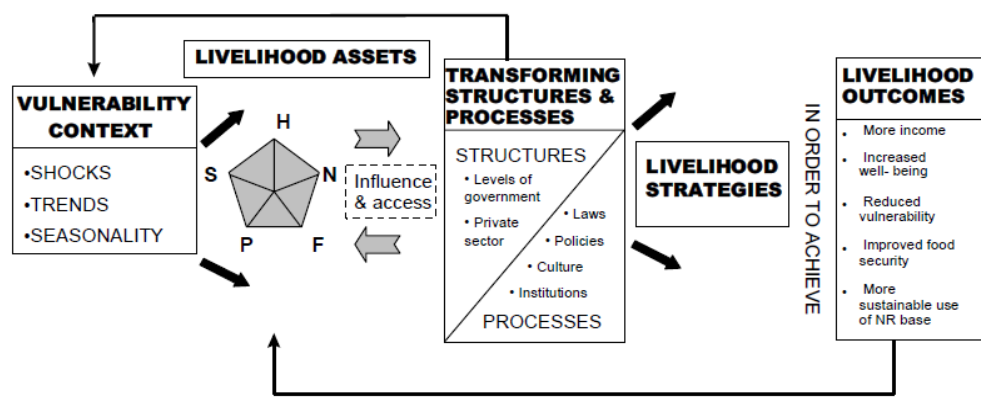 LIVELIHOOD ASSETS
VULNERABILITY
CONTEXT
•SHOCKS
•TRENDS
•SEASONALITY
H
S
N
P
F
Influence
& access
TRANSFORMING
STRUCTURES &
PROCESSES
STRUCTURES
• Levels of
government
• Private
sector
• Laws
• Policies
• Culture
• Institutions
PROCESSES
LIVELIHOOD
STRATEGIES
IN ORDER TO ACHIEVE
LIVELIHOOD
OUTCOMES
• More income
• Increased
well- being
• Reduced
vulnerability
• Improved food
security
• More
sustainable use
of NR base